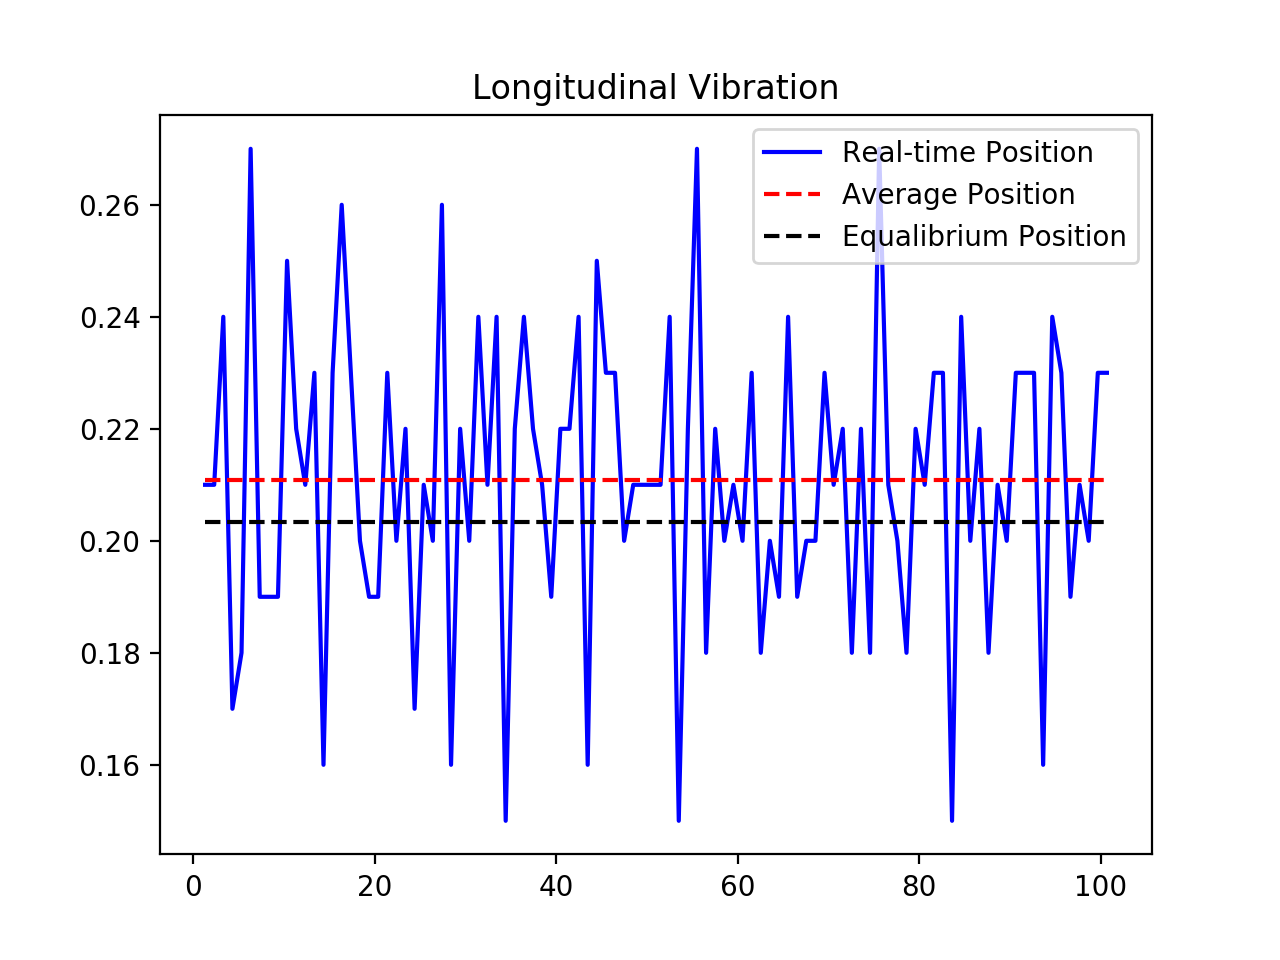 Longitudinal Vibration
Real-time Position
Average Position
Equalibrium Position
0.26
0.24
0.22
0.20
0.18
0.16
0 20 40 60 80 100